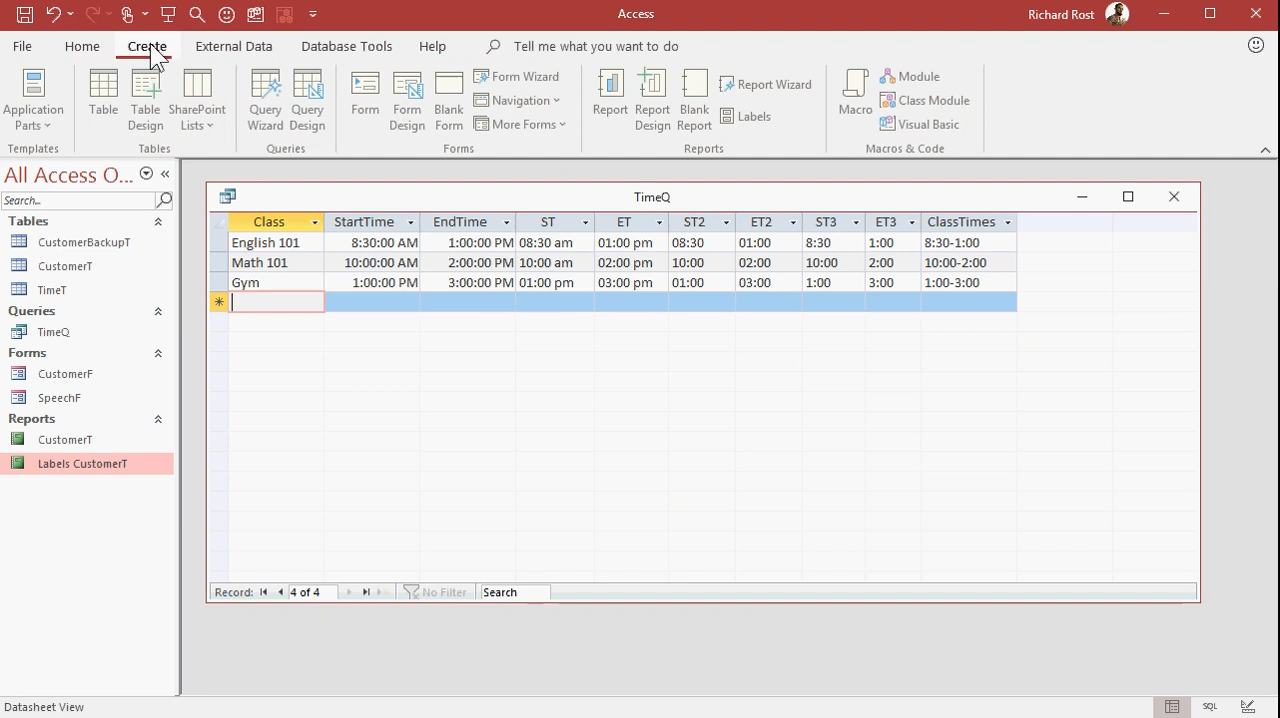 Access
Richard Rost
File Home Create External Data Database Tools Help Tell me what you want to do
Application Parts
Templates
Table
Table Design
SharePoint Lists
Tables
Query Wizard
Query Design
Queries
Form
Form Design
Blank Form
Form Wizard
Navigation
More Forms
Forms
Report
Report Design
Blank Report
Report Wizard
Labels
Reports
Macro
Module
Class Module
Visual Basic
Macros & Code
All Access O...
Search...
Tables
CustomerBackupT
CustomerT
TimeT
Queries
TimeQ
Forms
CustomerF
SpeechF
Reports
CustomerT
Labels CustomerT
TimeQ
Class StartTime EndTime ST ET ST2 ET2 ST3 ET3 ClassTimes
English 101 8:30:00 AM 1:00:00 PM 08:30 am 01:00 pm 08:30 01:00 8:30 1:00 8:30-1:00
Math 101 10:00:00 AM 2:00:00 PM 10:00 am 02:00 pm 10:00 02:00 10:00 2:00 10:00-2:00
Gym 1:00:00 PM 3:00:00 PM 01:00 pm 03:00 pm 01:00 03:00 1:00 3:00 1:00-3:00
Record: 4 of 4 No Filter Search
Datasheet View
SQL